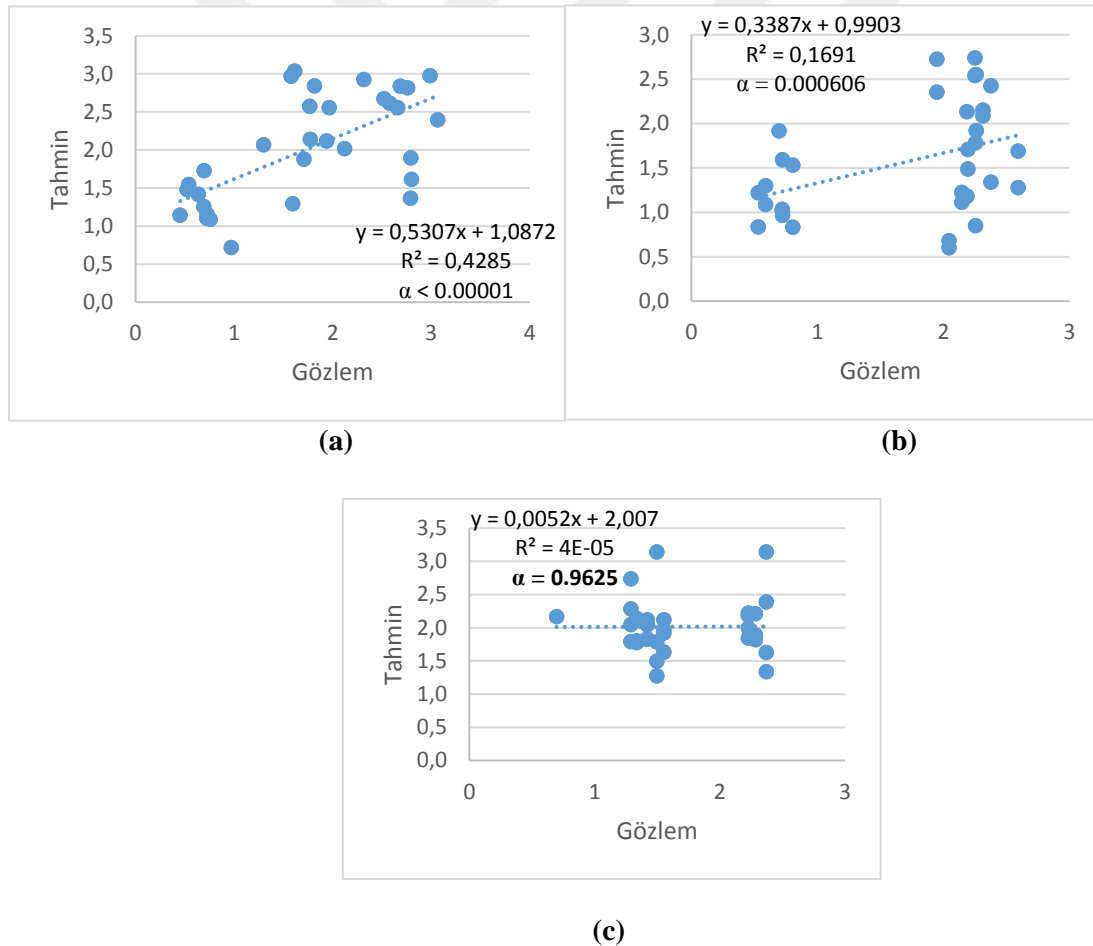 3,5
3,0
2,5
2,0
1,5
1,0
0,5
0,0
0
1
2
3
4
Tahmin
Gözlem
y = 0,5307x + 1,0872
R² = 0,4285
α < 0.00001
(a)
y = 0,3387x + 0,9903
R² = 0,1691
α = 0.000606
3,0
2,5
2,0
1,5
1,0
0,5
0,0
0
1
2
3
Tahmin
Gözlem
(b)
y = 0,0052x + 2,007
R² = 4E-05
α = 0.9625
3,5
3,0
2,5
2,0
1,5
1,0
0,5
0,0
0
1
2
3
Tahmin
Gözlem
(c)